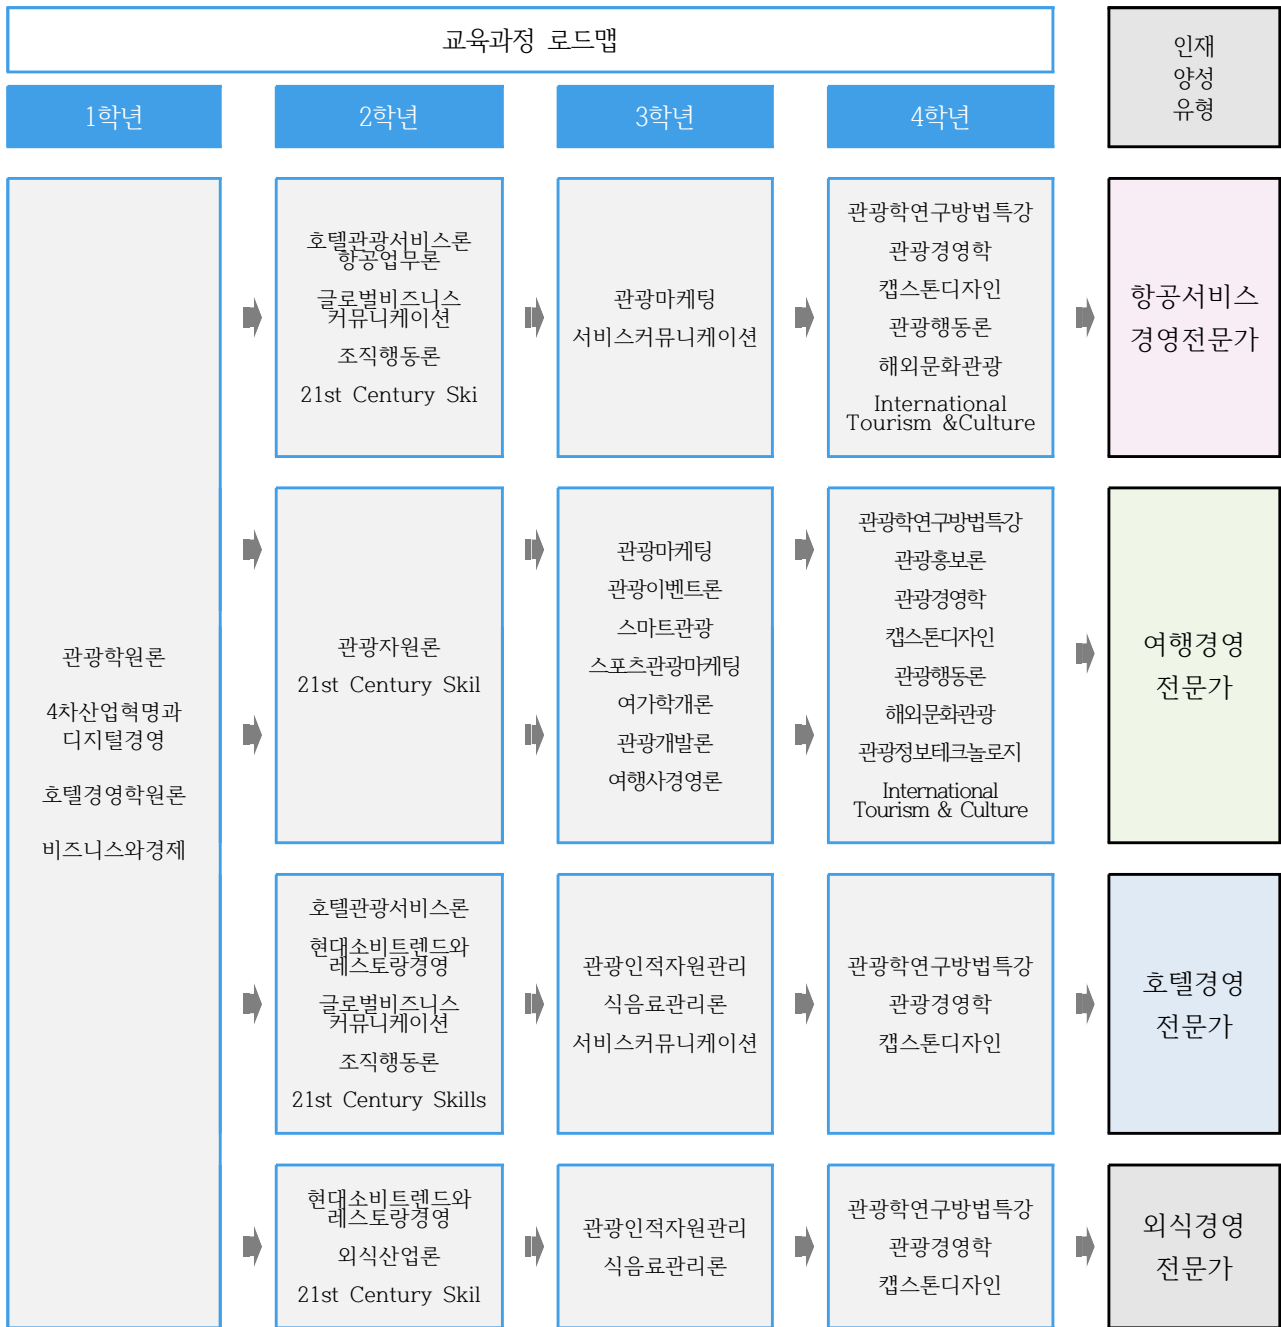 교육과정 로드맵
인재
양성
유형
1학년
2학년
3학년
4학년
관광학원론
4차산업혁명과
디지털경영
호텔경영학원론
비즈니스와경제
호텔관광서비스론
항공업무론
글로벌비즈니스
커뮤니케이션
조직행동론
21st Century Ski
관광마케팅
서비스커뮤니케이션
관광학연구방법특강
관광경영학
캡스톤디자인
관광행동론
해외문화관광
International
Tourism &Culture
항공서비스
경영전문가
관광자원론
21st Century Skil
관광마케팅
관광이벤트론
스마트관광
스포츠관광마케팅
여가학개론
관광개발론
여행사경영론
관광학연구방법특강
관광홍보론
관광경영학
캡스톤디자인
관광행동론
해외문화관광
관광정보테크놀로지
International
Tourism & Culture
여행경영
전문가
호텔관광서비스론
현대소비트렌드와
레스토랑경영
글로벌비즈니스
커뮤니케이션
조직행동론
21st Century Skills
관광인적자원관리
식음료관리론
서비스커뮤니케이션
관광학연구방법특강
관광경영학
캡스톤디자인
호텔경영
전문가
현대소비트렌드와
레스토랑경영
외식산업론
21st Century Skil
관광인적자원관리
식음료관리론
관광학연구방법특강
관광경영학
캡스톤디자인
외식경영
전문가